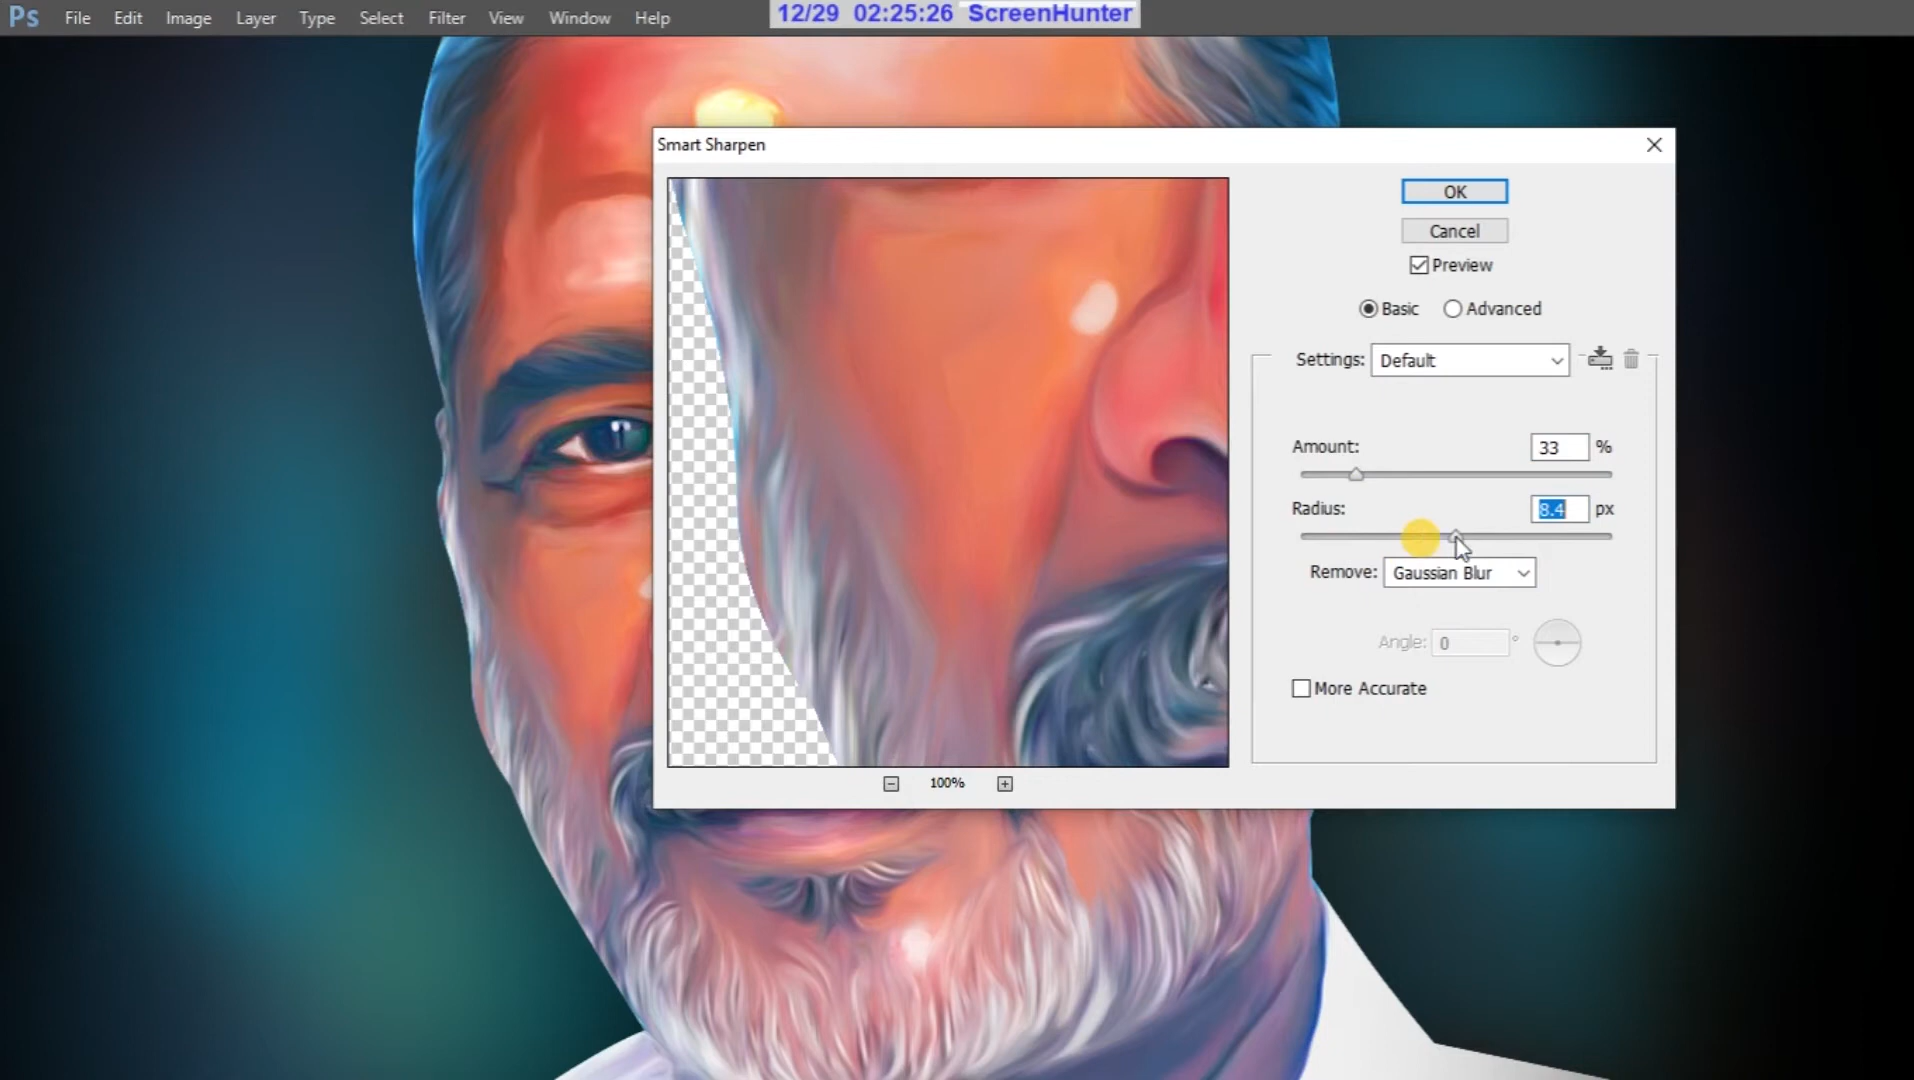 Ps File Edit Image Layer Type Select Filter View Window Help
12/29 02:25:26 ScreenHunter
Smart Sharpen
OK
Cancel
Preview
Basic Advanced
Settings: Default
Amount: 33 %
Radius: 8.4 px
Remove: Gaussian Blur
Angle: 0 °
More Accurate
100%